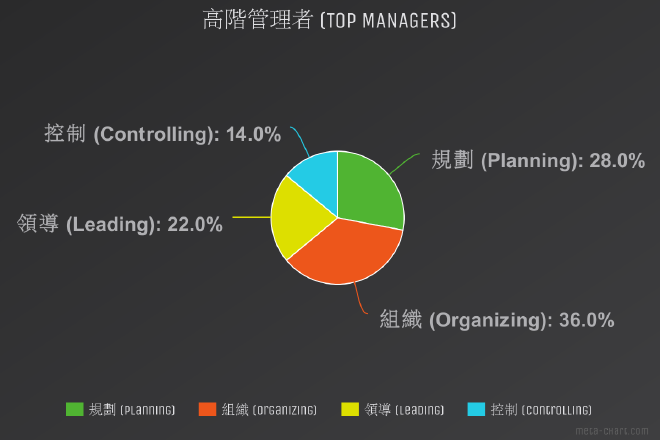 高階管理者 (TOP MANAGERS)
控制 (Controlling): 14.0%
規劃 (Planning): 28.0%
領導 (Leading): 22.0%
組織 (Organizing): 36.0%
規劃 (Planning) 組織 (Organizing) 領導 (Leading) 控制 (Controlling)
meta-chart.com